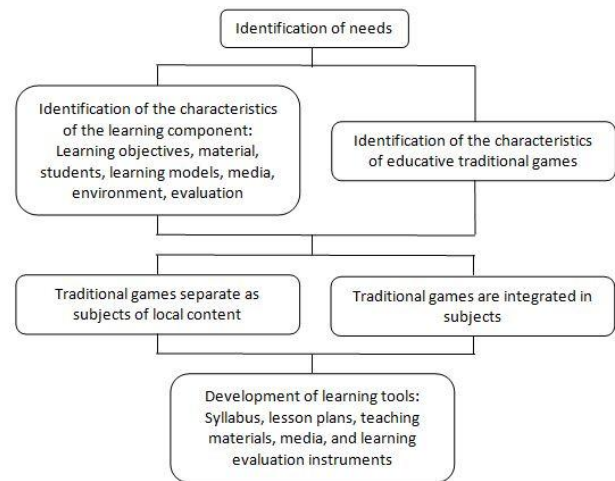 Identification of needs
Identification of the characteristics
of the learning component:
Learning objectives, material,
students, learning models, media,
environment, evaluation
Identification of the characteristics
of educative traditional games
Traditional games separate as
subjects of local content
Traditional games are integrated in
subjects
Development of learning tools:
Syllabus, lesson plans, teaching
materials, media, and learning
evaluation instruments